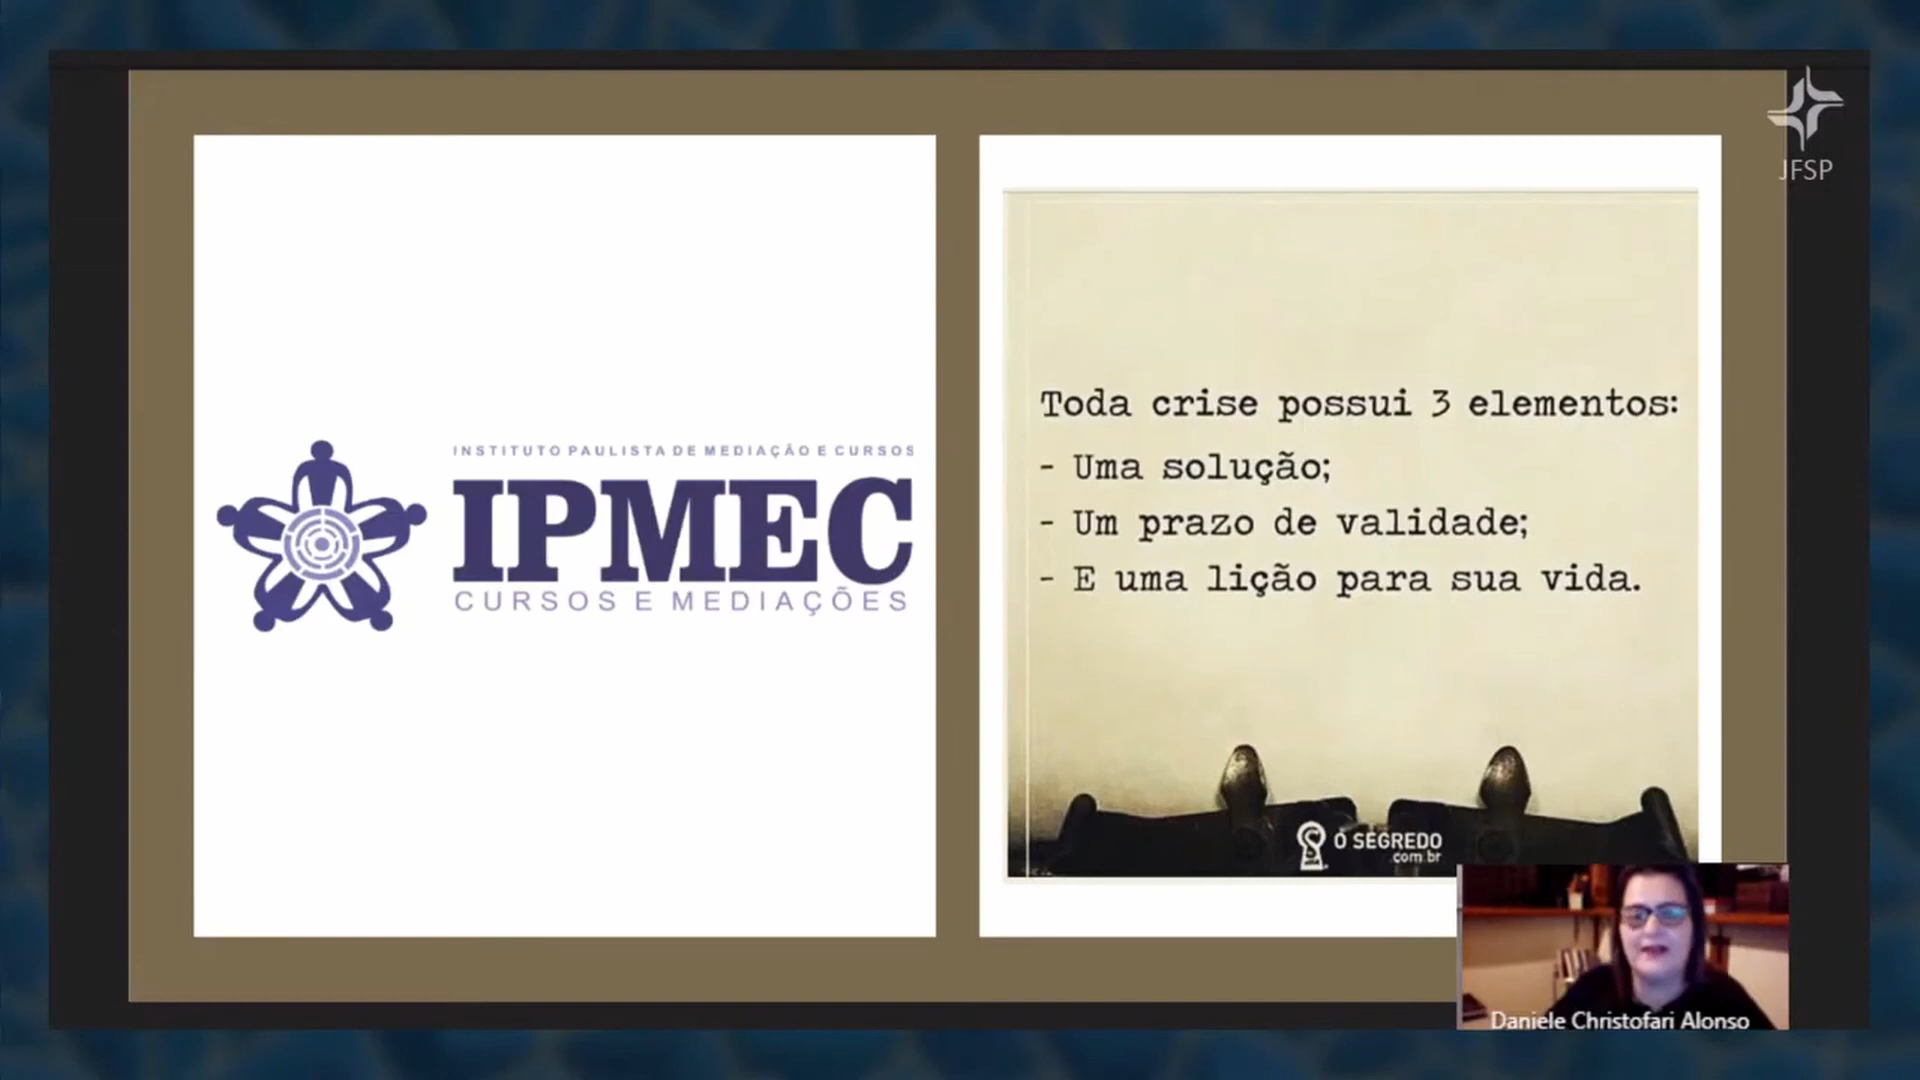 INSTITUTO PAULISTA DE MEDIAÇÃO E CURSOS
IPMEC
CURSOS E MEDIAÇÕES
Toda crise possui 3 elementos:
- Uma solução;
- Um prazo de validade;
- E uma lição para sua vida.
O SEGREDO
.com.br
JFSP
Daniele Christofari Alonso